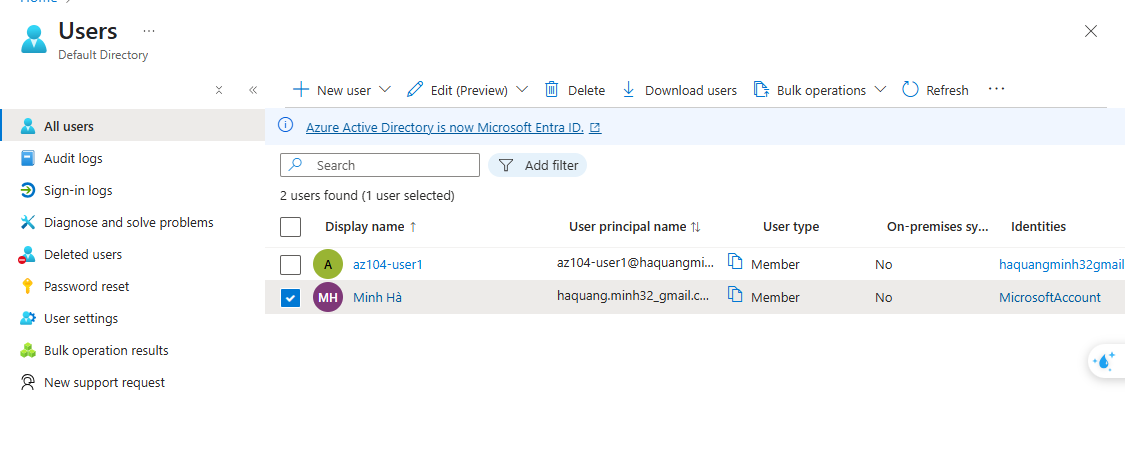 Home
Users ...
Default Directory
New user Edit (Preview) Delete Download users Bulk operations Refresh ...
All users
Audit logs
Sign-in logs
Diagnose and solve problems
Deleted users
Password reset
User settings
Bulk operation results
New support request
Azure Active Directory is now Microsoft Entra ID.
Search Add filter
2 users found (1 user selected)
Display name User principal name User type On-premises sy... Identities
A az104-user1 az104-user1@haquangmi... Member No haquangminh32gmail
MH Minh Hà haquang.minh32_gmail.c... Member No MicrosoftAccount